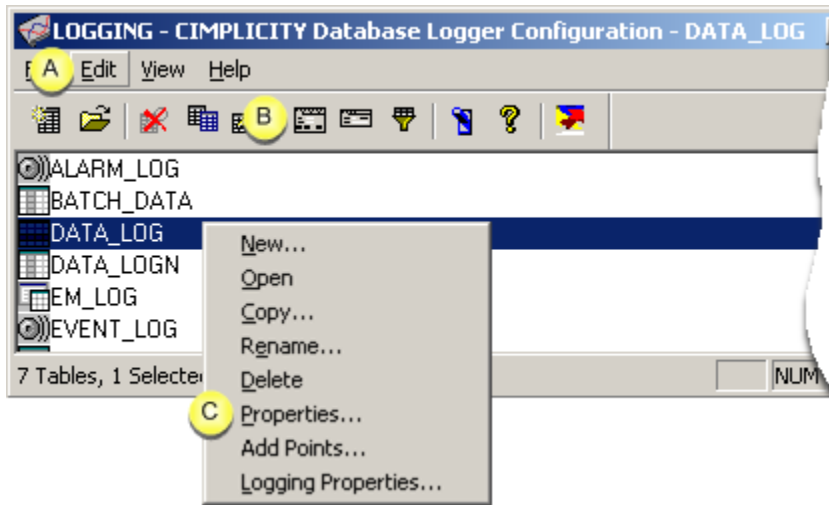 LOGGING - CIMPLICITY Database Logger Configuration - DATA_LOG
A Edit View Help
B
ALARM_LOG
BATCH_DATA
DATA_LOG
DATA_LOGN
EM_LOG
EVENT_LOG
7 Tables, 1 Selected
NUM
New...
Open
Copy...
Rename...
Delete
C Properties...
Add Points...
Logging Properties...